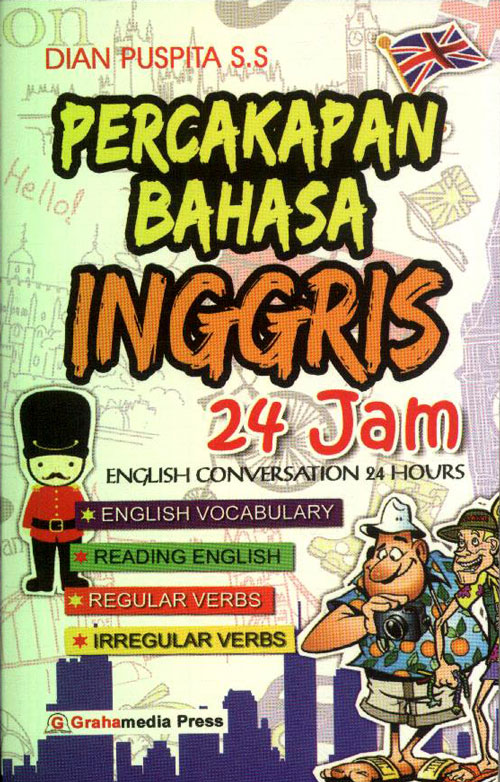 on
DIAN PUSPITA S.S
Hello!
PERCAKAPAN
BAHASA
INGGRIS
24 Jam
ENGLISH CONVERSATION 24 HOURS
ENGLISH VOCABULARY
READING ENGLISH
REGULAR VERBS
IRREGULAR VERBS
G Grahamedia Press